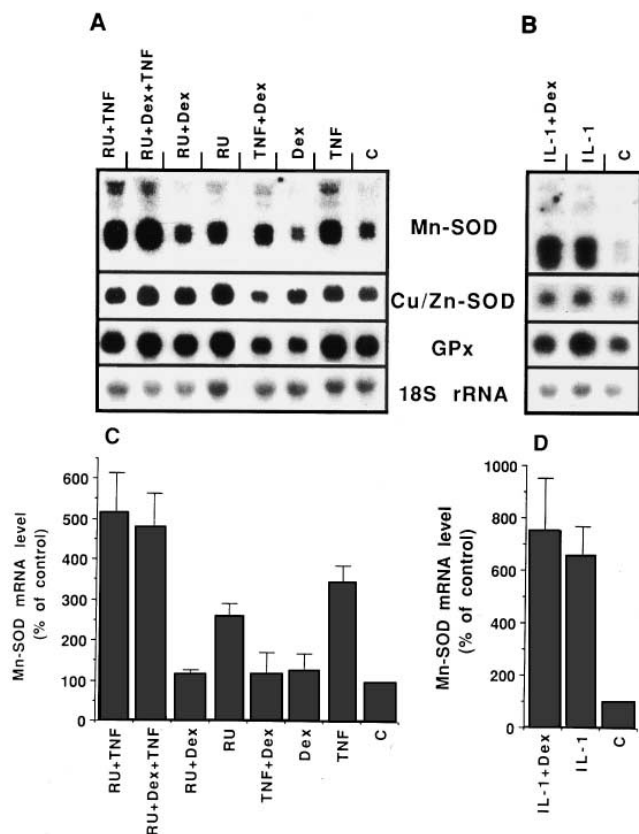 A
B
RU+TNF
RU+Dex+TNF
RU+Dex
RU
TNF+Dex
Dex
TNF
C
IL-1+Dex
IL-1
C
Mn-SOD
Cu/Zn-SOD
GPx
18S rRNA
C
D
Mn-SOD mRNA level
(% of control)
600
500
400
300
200
100
0
RU+TNF
RU+Dex+TNF
RU+Dex
RU
TNF+Dex
Dex
TNF
C
Mn-SOD mRNA level
(% of control)
1000
800
600
400
200
0
IL-1+Dex
IL-1
C